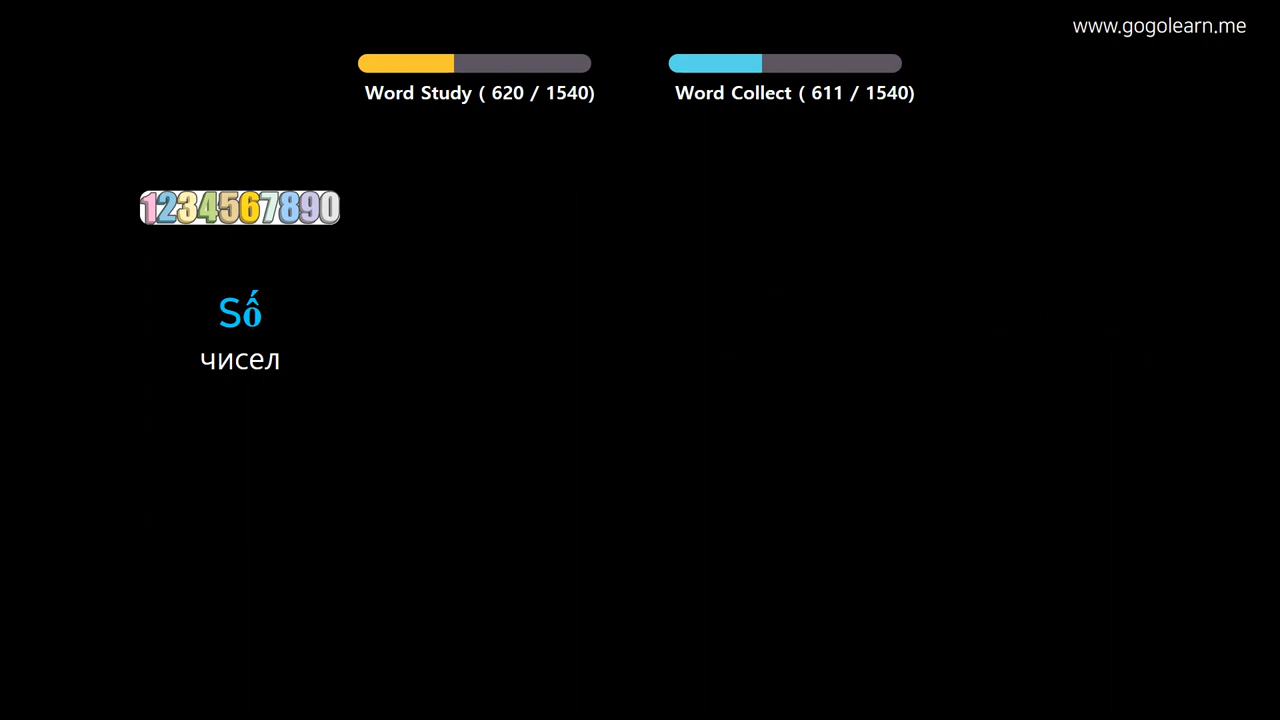 www.gogolearn.me
Word Study ( 620 / 1540)
Word Collect ( 611 / 1540)
1234567890
Số
чисел